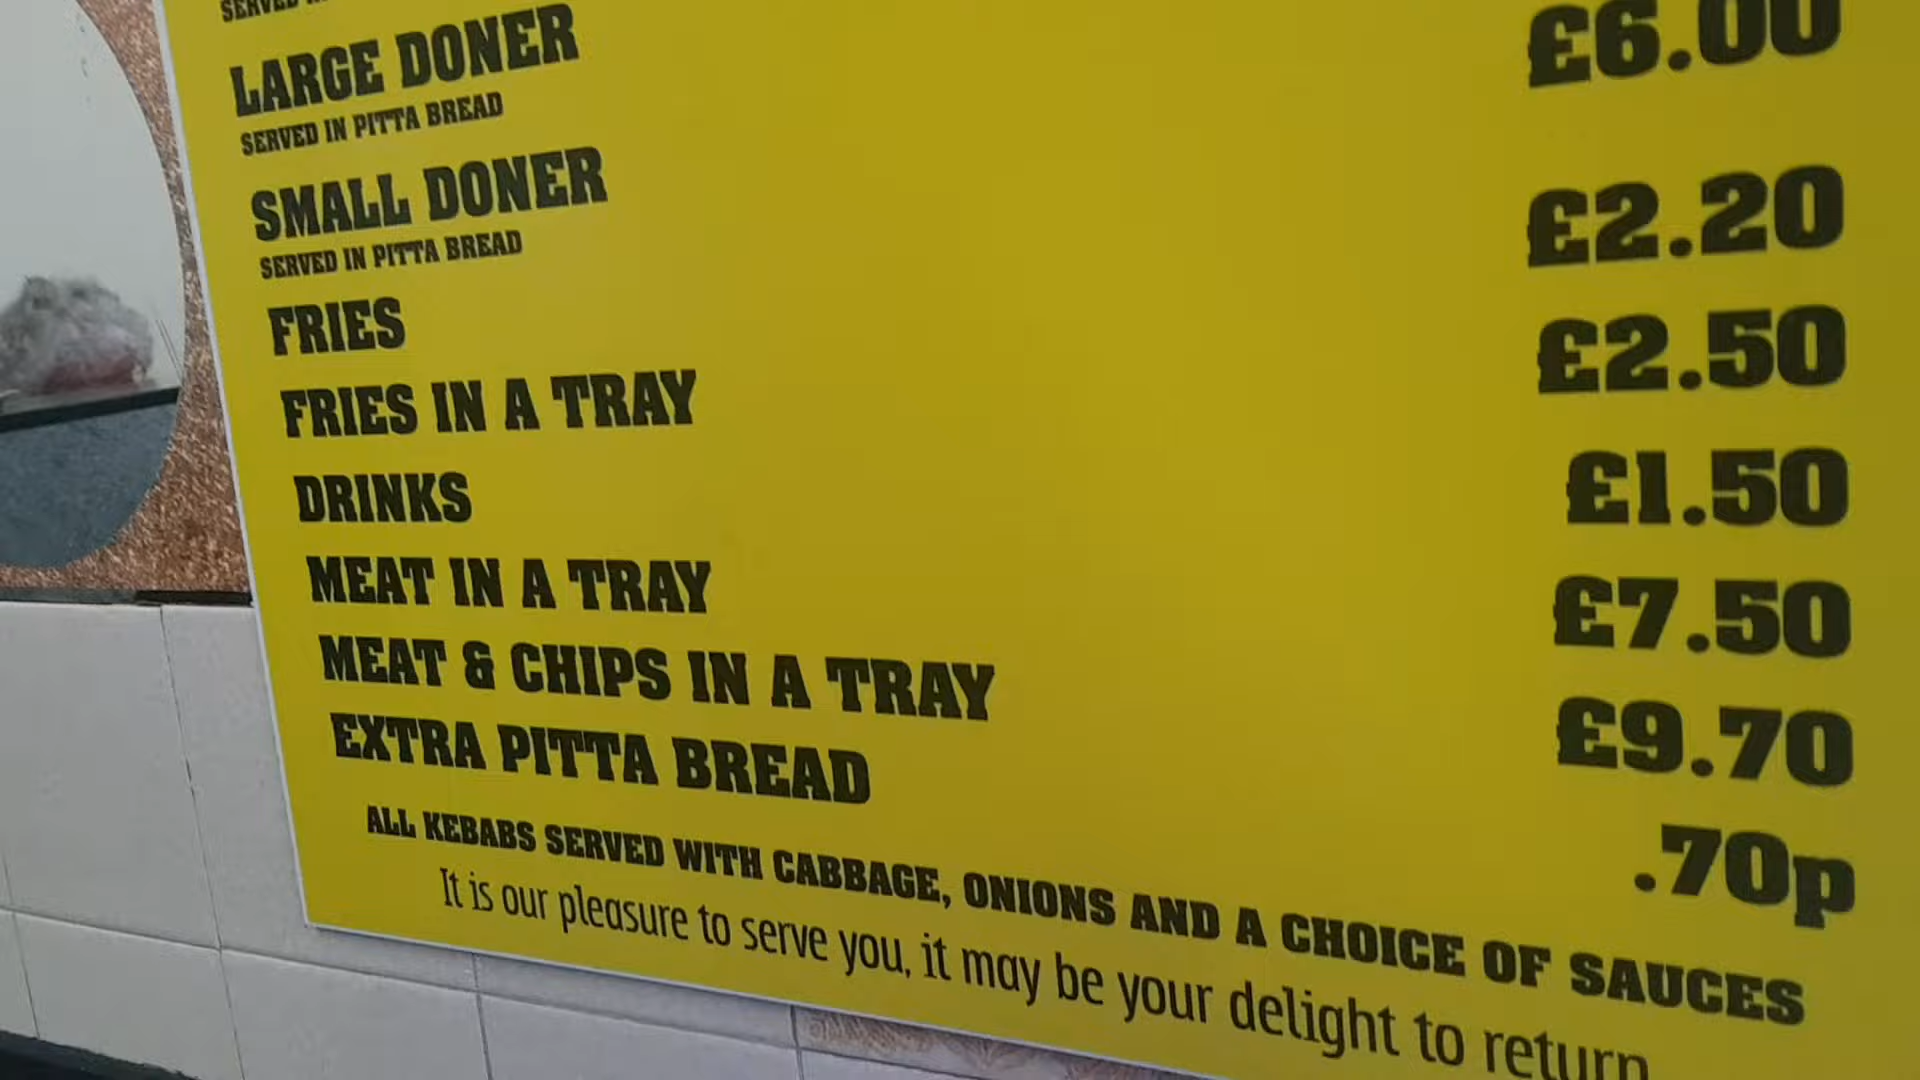 SERVED
LARGE DONER
SERVED IN PITTA BREAD
£6.00
SMALL DONER
SERVED IN PITTA BREAD
£2.20
FRIES
£2.50
FRIES IN A TRAY
£1.50
DRINKS
£7.50
MEAT IN A TRAY
£9.70
MEAT & CHIPS IN A TRAY
.70p
EXTRA PITTA BREAD
ALL KEBABS SERVED WITH CABBAGE, ONIONS AND A CHOICE OF SAUCES
It is our pleasure to serve you, it may be your delight to return